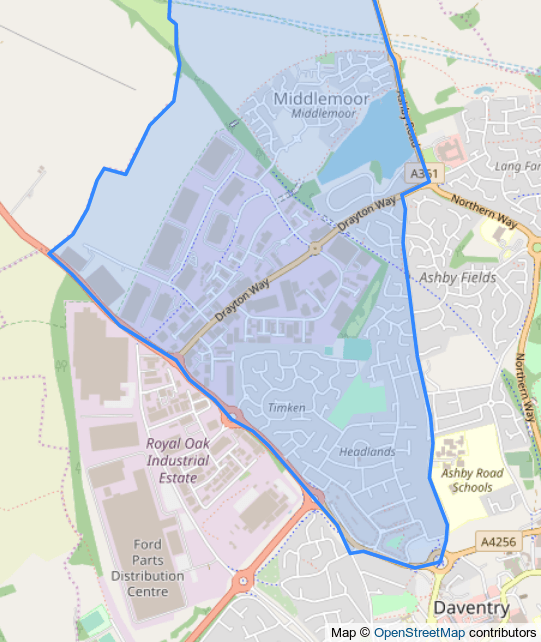 Middlemoor
Middlemoor
Ashby Road
Lang Far
A361
Drayton Way
Northern Way
Ashby Fields
Drayton Way
Northern Way
Timken
Headlands
Royal Oak
Industrial
Estate
Ashby Road
Schools
A4256
Ford
Parts
Distribution
Centre
Daventry
Map © OpenStreetMap contributors